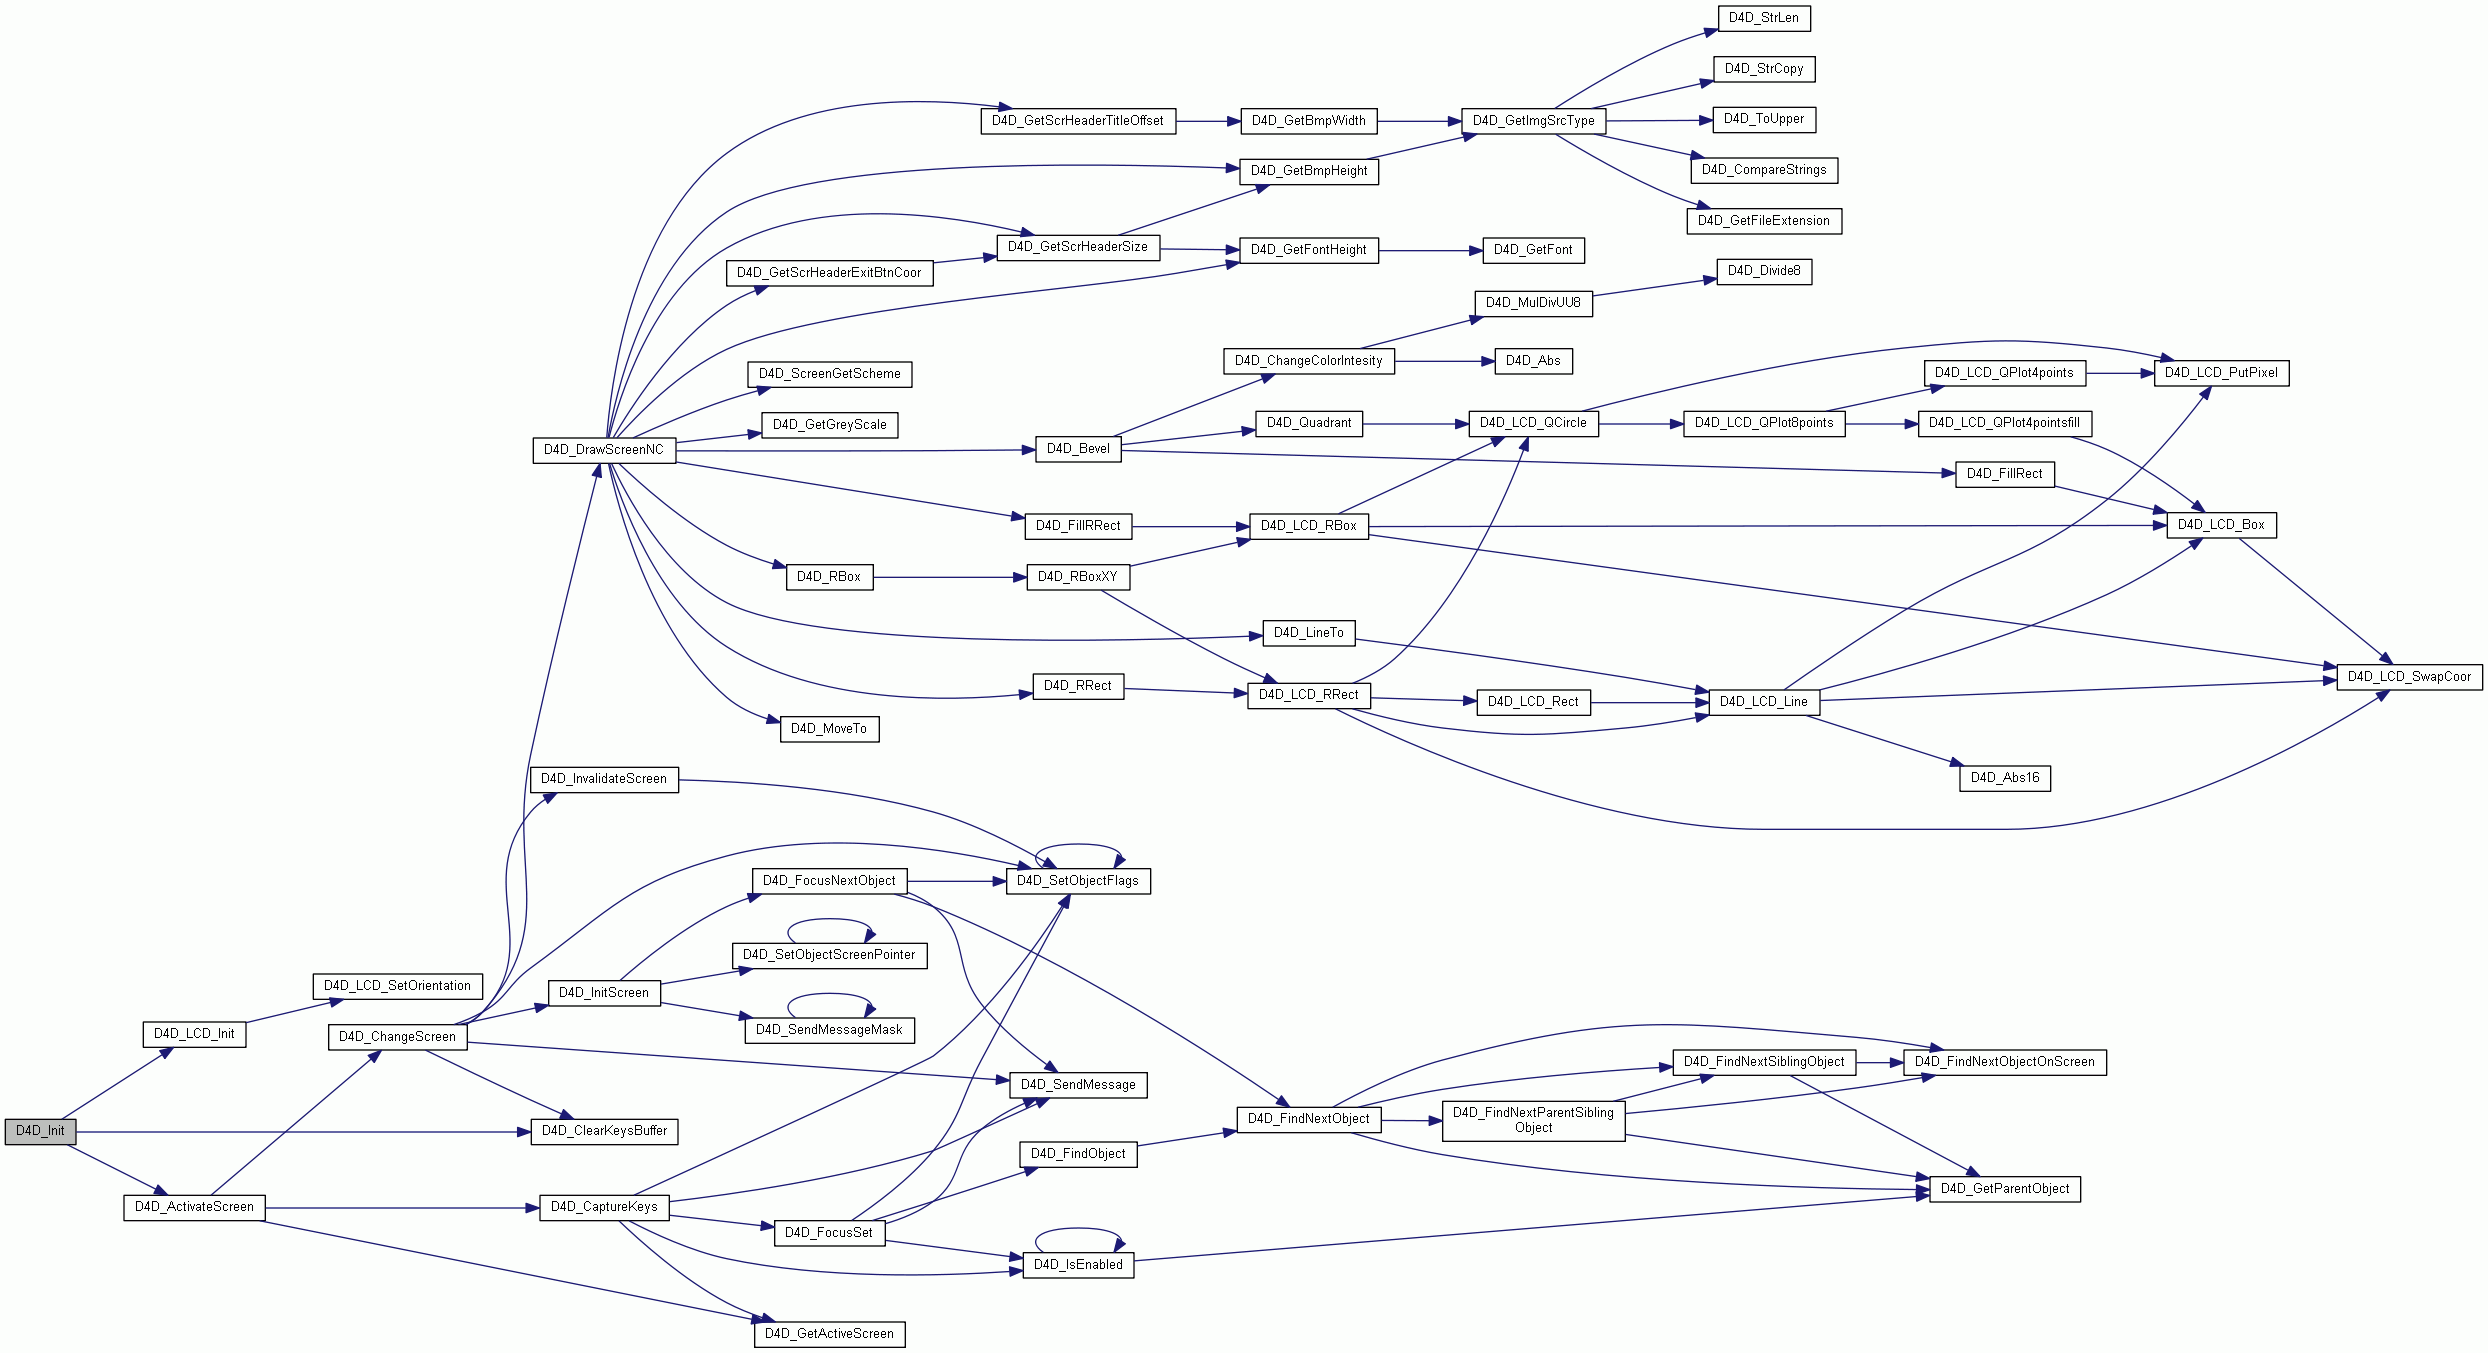 D4D_StrLen
D4D_StrCopy
D4D_GetScrHeaderTitleOffset
D4D_GetBmpWidth
D4D_GetImgSrcType
D4D_ToUpper
D4D_GetBmpHeight
D4D_CompareStrings
D4D_GetFileExtension
D4D_GetScrHeaderSize
D4D_GetFontHeight
D4D_GetFont
D4D_GetScrHeaderExitBtnCoor
D4D_Divide8
D4D_MulDivUU8
D4D_ChangeColorIntesity
D4D_Abs
D4D_ScreenGetScheme
D4D_LCD_QPlot4points
D4D_LCD_PutPixel
D4D_GetGreyScale
D4D_Quadrant
D4D_LCD_QCircle
D4D_LCD_QPlot8points
D4D_LCD_QPlot4pointsfill
D4D_DrawScreenNC
D4D_Bevel
D4D_FillRect
D4D_FillRRect
D4D_LCD_RBox
D4D_LCD_Box
D4D_RBox
D4D_RBoxXY
D4D_LineTo
D4D_RRect
D4D_LCD_RRect
D4D_LCD_Rect
D4D_LCD_Line
D4D_LCD_SwapCoor
D4D_MoveTo
D4D_InvalidateScreen
D4D_Abs16
D4D_FocusNextObject
D4D_SetObjectFlags
D4D_SetObjectScreenPointer
D4D_LCD_SetOrientation
D4D_InitScreen
D4D_LCD_Init
D4D_ChangeScreen
D4D_SendMessageMask
D4D_FindNextSiblingObject
D4D_FindNextObjectOnScreen
D4D_SendMessage
D4D_Init
D4D_ClearKeysBuffer
D4D_FindNextObject
D4D_FindNextParentSibling
Object
D4D_FindObject
D4D_GetParentObject
D4D_ActivateScreen
D4D_CaptureKeys
D4D_FocusSet
D4D_IsEnabled
D4D_GetActiveScreen